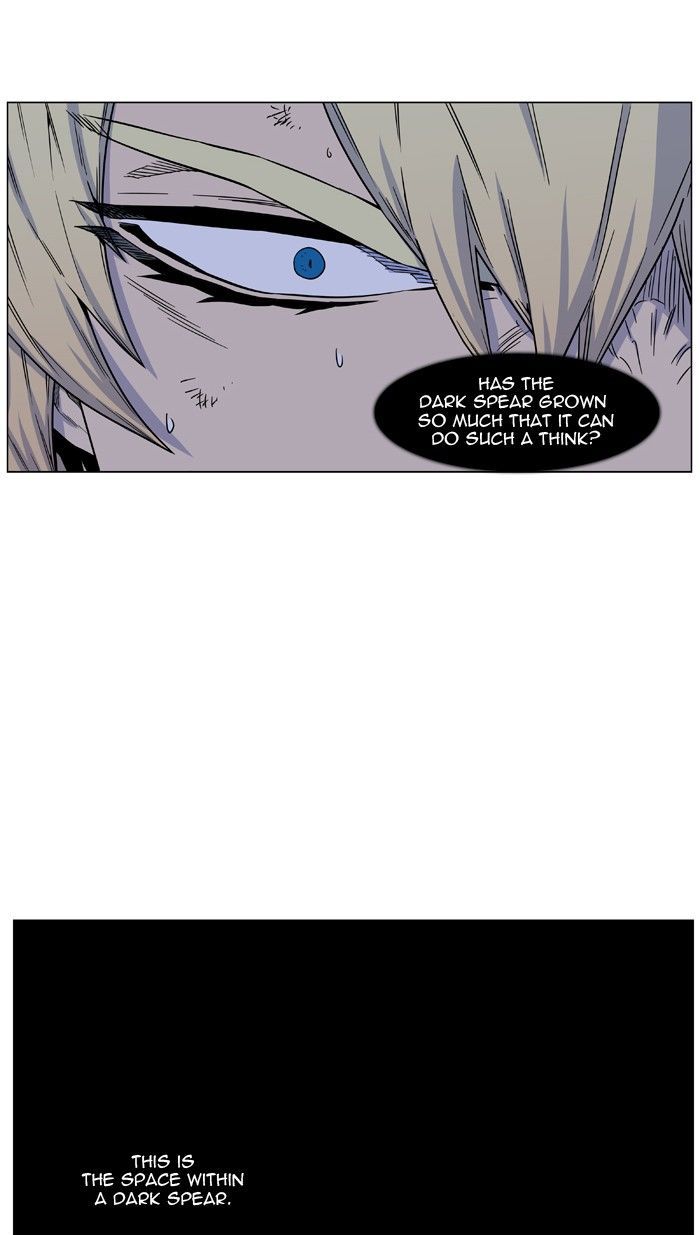 HAS THE
DARK SPEAR GROWN
SO MUCH THAT IT CAN
DO SUCH A THINK?
THIS IS
THE SPACE WITHIN
A DARK SPEAR.